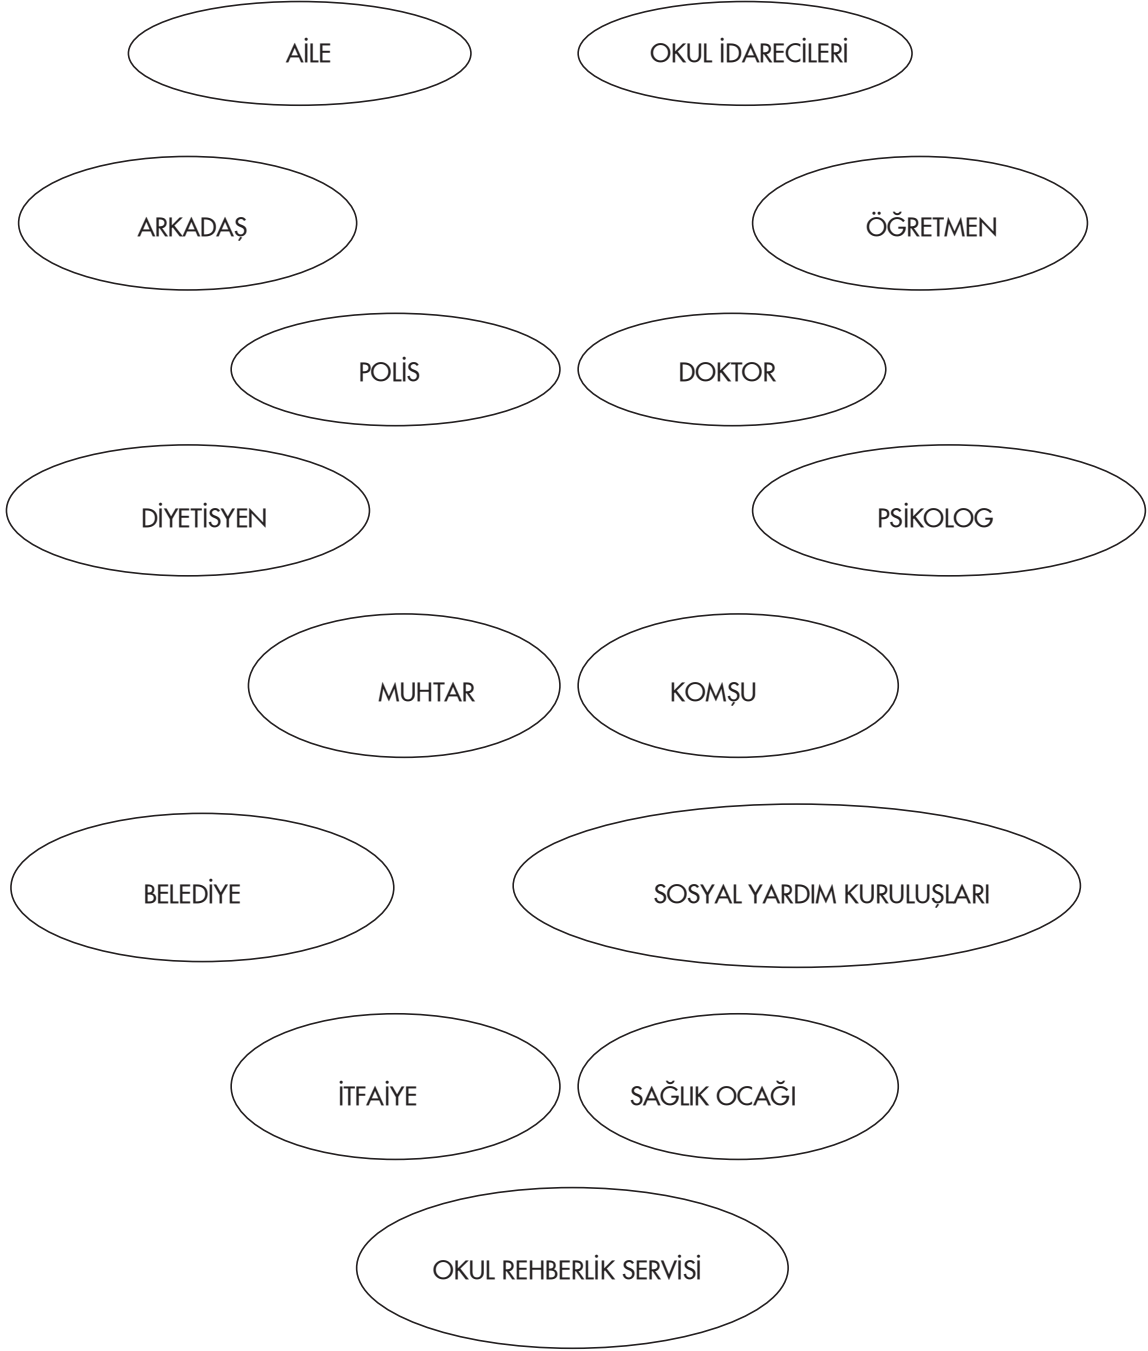 AİLE
OKUL İDARECİLERİ
ARKADAŞ
ÖĞRETMEN
POLİS
DOKTOR
DİYETİSYEN
PSİKOLOG
MUHTAR
KOMŞU
BELEDİYE
SOSYAL YARDIM KURULUŞLARI
İTFAİYE
SAĞLIK OCAĞI
OKUL REHBERLİK SERVİSİ